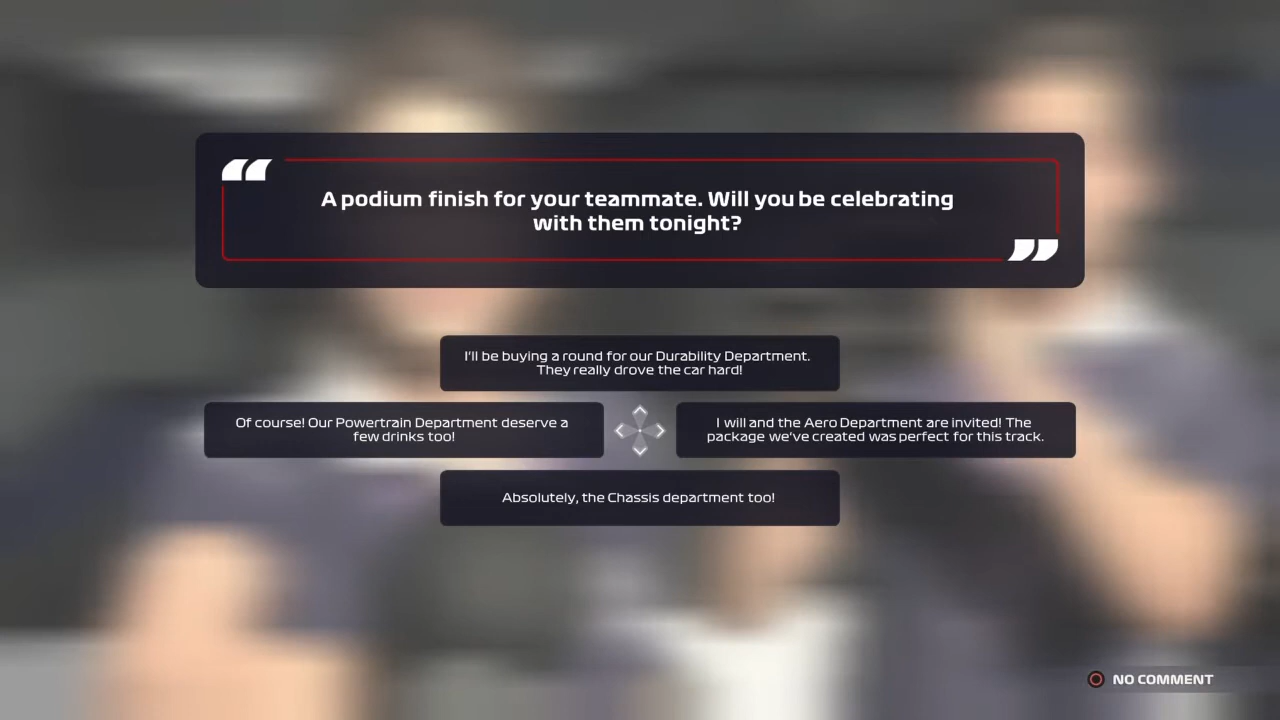 A podium finish for your teammate. Will you be celebrating
with them tonight?
I'll be buying a round for our Durability Department.
They really drove the car hard!
Of course! Our Powertrain Department deserve a
few drinks too!
I will and the Aero Department are invited! The
package we've created was perfect for this track.
Absolutely, the Chassis department too!
NO COMMENT